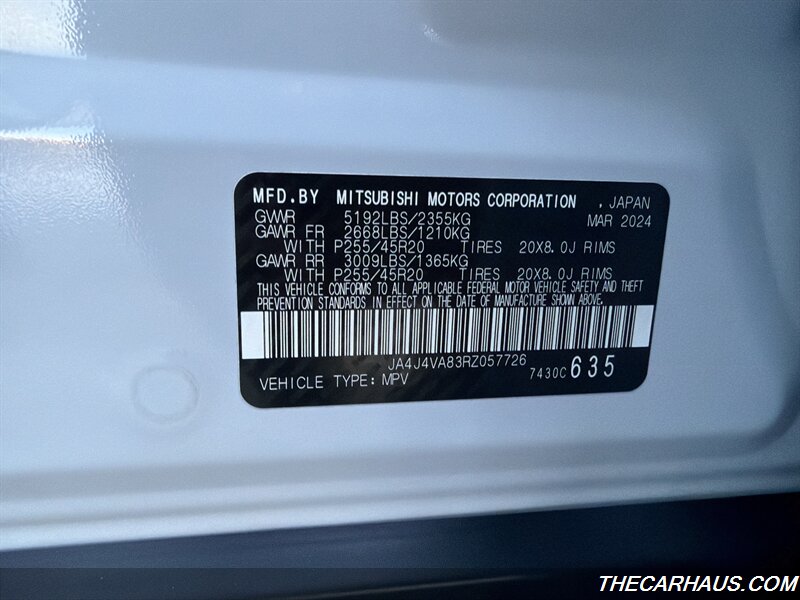 MFD.BY MITSUBISHI MOTORS CORPORATION , JAPAN
GVWR 5192LBS/2355KG MAR 2024
GAWR FR 2668LBS/1210KG
WITH P255/45R20 TIRES 20X8.0J RIMS
GAWR RR 3009LBS/1365KG
WITH P255/45R20 TIRES 20X8.0J RIMS
THIS VEHICLE CONFORMS TO ALL APPLICABLE FEDERAL MOTOR VEHICLE SAFETY AND THEFT
PREVENTION STANDARDS IN EFFECT ON THE DATE OF MANUFACTURE SHOWN ABOVE.
JA4J4VA83RZ057726
VEHICLE TYPE: MPV 7430C 635
THECARHAUS.COM